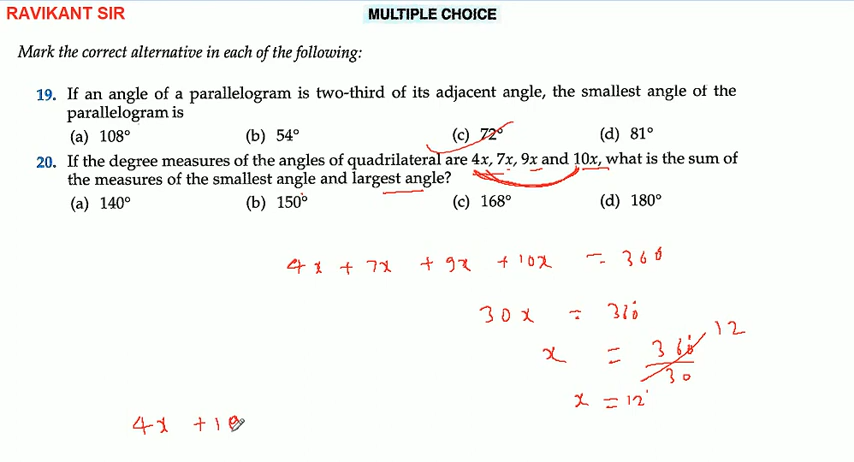 RAVIKANT SIR
MULTIPLE CHOICE
Mark the correct alternative in each of the following:
19. If an angle of a parallelogram is two-third of its adjacent angle, the smallest angle of the
parallelogram is
(a) 108° (b) 54° (c) 72° (d) 81°
20. If the degree measures of the angles of quadrilateral are 4x, 7x, 9x and 10x, what is the sum of
the measures of the smallest angle and largest angle?
(a) 140° (b) 150° (c) 168° (d) 180°
4x + 7x + 9x + 10x = 360
30x = 360
x = 360/30 12
x = 12
4x + 10